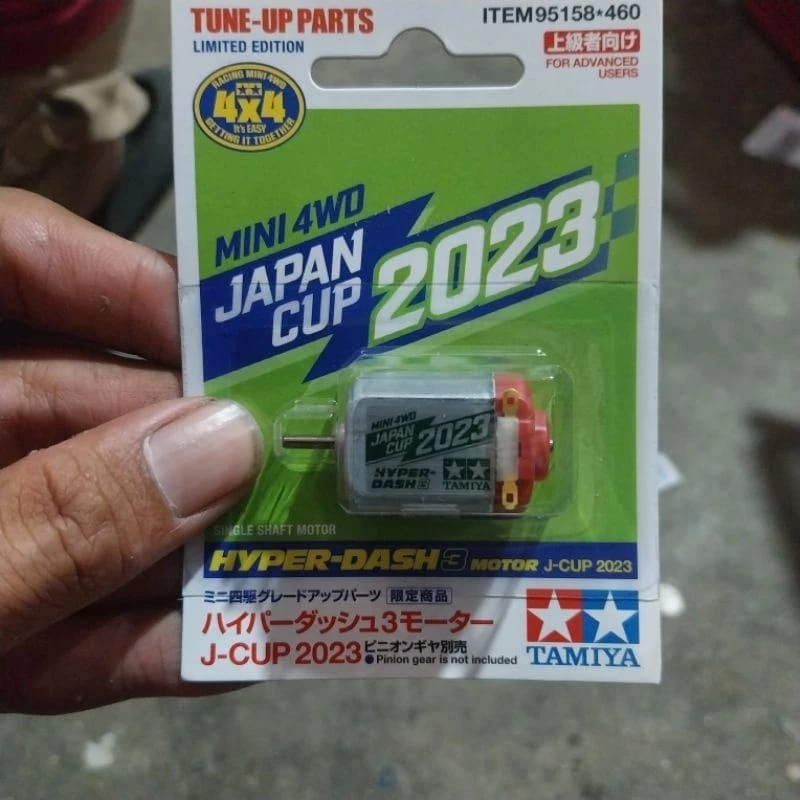 TUNE-UP PARTS
LIMITED EDITION
ITEM95158*460
上級者向け
FOR ADVANCED
USERS
RACING MINI 4WD
4x4
It's EASY
GETTING IT TOGETHER
MINI 4WD
JAPAN
CUP
2023
MINI 4WD
JAPAN
CUP
2023
HYPER-
DASH3
TAMIYA
SINGLE SHAFT MOTOR
HYPER-DASH3 MOTOR J-CUP 2023
ミニ四駆グレードアップパーツ 限定商品
ハイパーダッシュ3モーター
J-CUP 2023 ピニオンギヤ別売
●Pinion gear is not included
TAMIYA